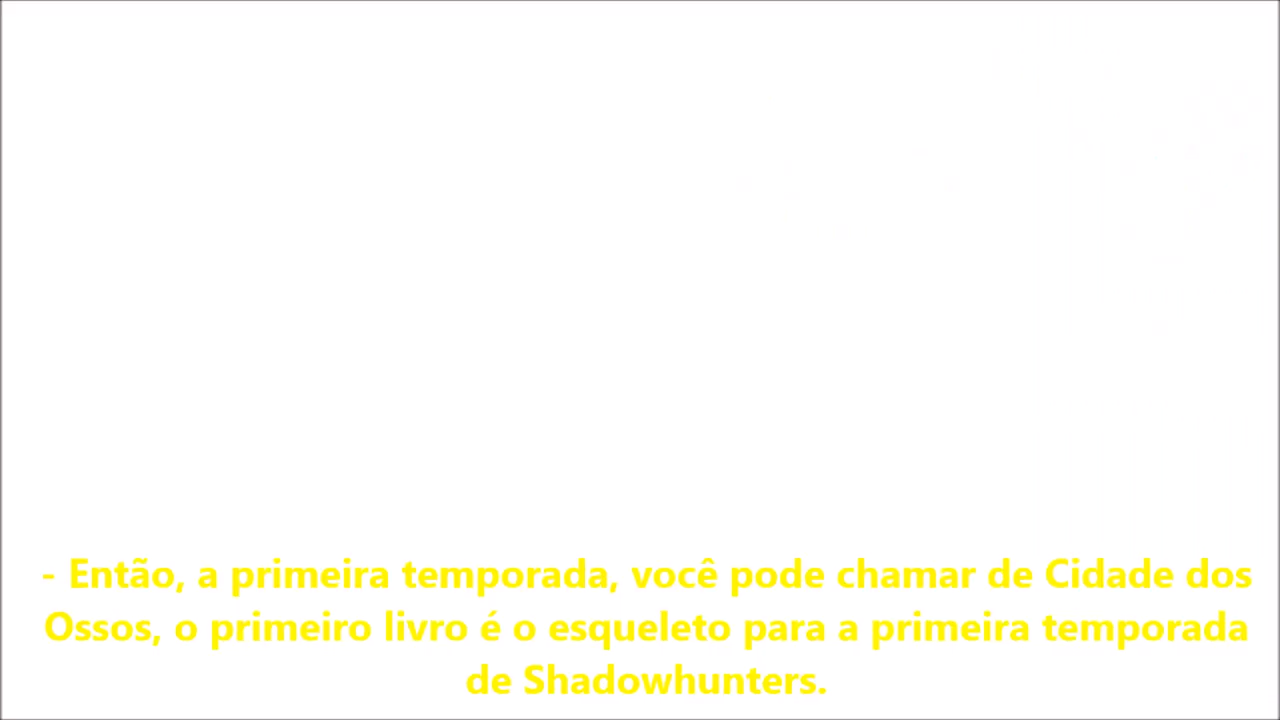 - Então, a primeira temporada, você pode chamar de Cidade dos
Ossos, o primeiro livro é o esqueleto para a primeira temporada
de Shadowhunters.